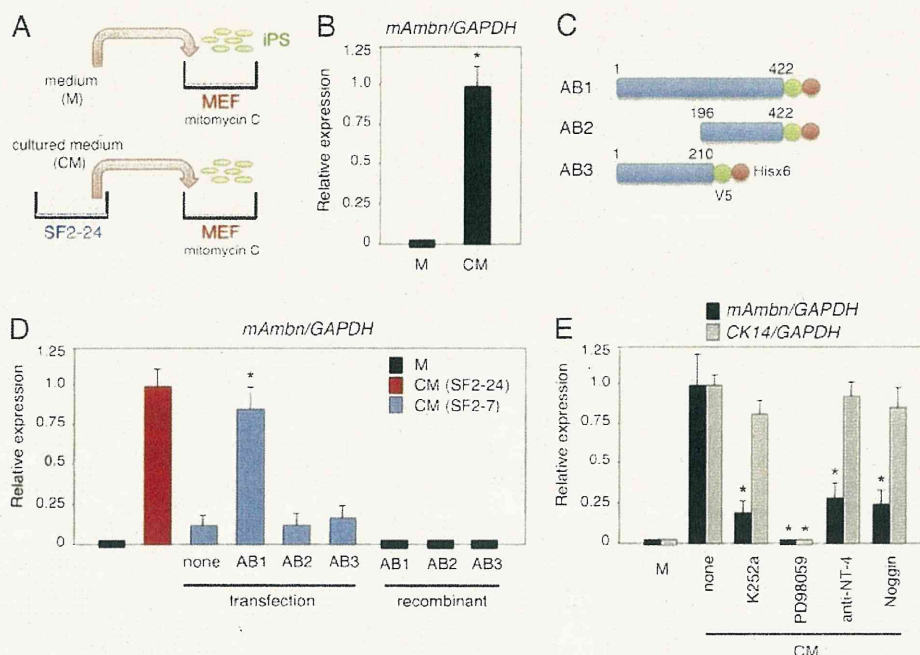 A
medium
(M)
iPS
MEF
mitomycin C
cultured medium
(CM)
SF2-24
MEF
mitomycin C
B
mAmbn/GAPDH
Relative expression
1.25
1.0
0.75
0.5
0.25
0
*
M
CM
C
AB1
1
422
AB2
196
422
AB3
1
210
Hisx6
V5
D
mAmbn/GAPDH
Relative expression
1.25
1.0
0.75
0.5
0.25
0
*
M
CM (SF2-24)
CM (SF2-7)
none
AB1
AB2
AB3
AB1
AB2
AB3
transfection
recombinant
E
mAmbn/GAPDH
CK14/GAPDH
Relative expression
1.25
1.0
0.75
0.5
0.25
0
*
* *
*
*
M
none
K252a
PD98059
anti-NT-4
Noggin
CM